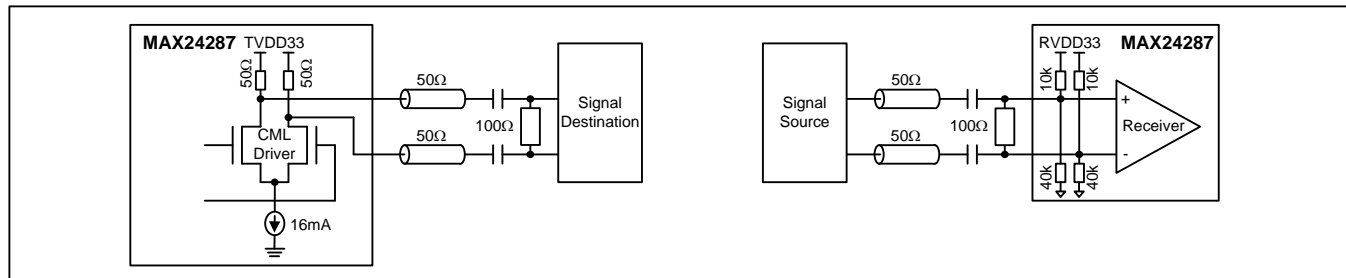 MAX24287
TVDD33
50Ω
50Ω
CML
Driver
16mA
50Ω
50Ω
100Ω
Signal
Destination
Signal
Source
50Ω
50Ω
100Ω
RVDD33
MAX24287
10k
10k
+
Receiver
-
40k
40k